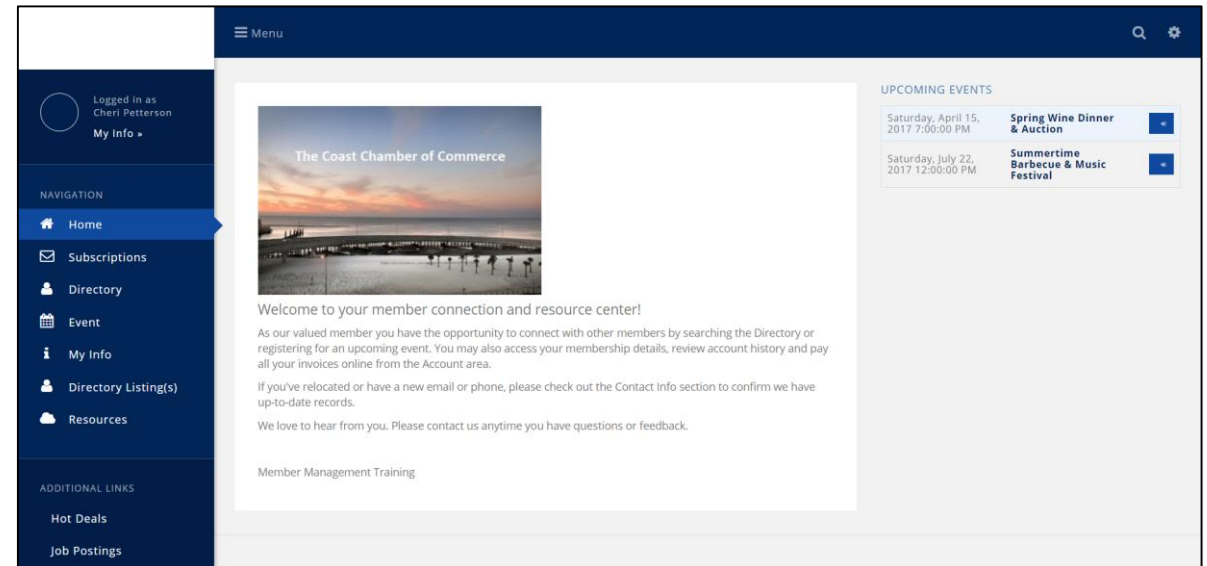 Menu
Logged in as
Cheri Petterson
My Info »
NAVIGATION
Home
Subscriptions
Directory
Event
My Info
Directory Listing(s)
Resources
ADDITIONAL LINKS
Hot Deals
Job Postings
The Coast Chamber of Commerce
Welcome to your member connection and resource center!
As our valued member you have the opportunity to connect with other members by searching the Directory or
registering for an upcoming event. You may also access your membership details, review account history and pay
all your invoices online from the Account area.
If you've relocated or have a new email or phone, please check out the Contact Info section to confirm we have
up-to-date records.
We love to hear from you. Please contact us anytime you have questions or feedback.
Member Management Training
UPCOMING EVENTS
Saturday, April 15,
2017 7:00:00 PM
Spring Wine Dinner
& Auction
Saturday, July 22,
2017 12:00:00 PM
Summertime
Barbecue & Music
Festival